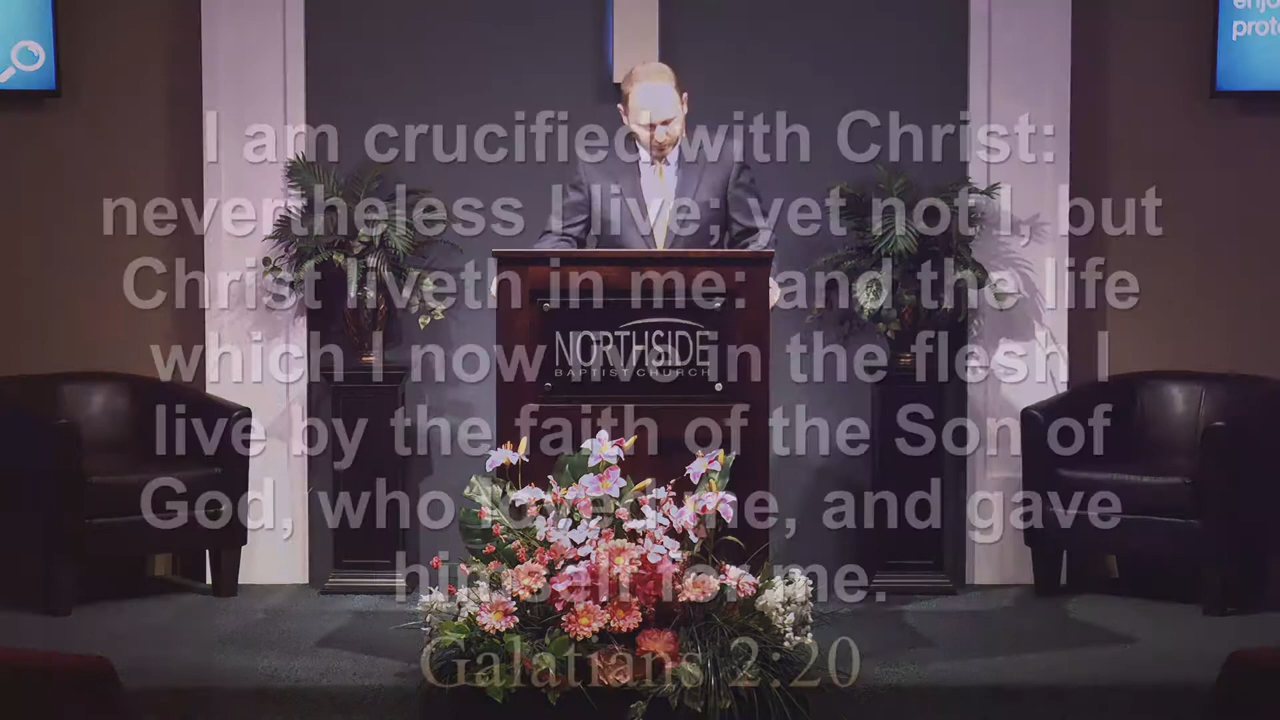 enjo
prote
I am crucified with Christ:
nevertheless I live; yet not I, but
Christ liveth in me: and the life
which I now live in the flesh I
live by the faith of the Son of
God, who loved me, and gave
himself for me.
Galatians 2:20
NORTHSIDE
BAPTIST CHURCH